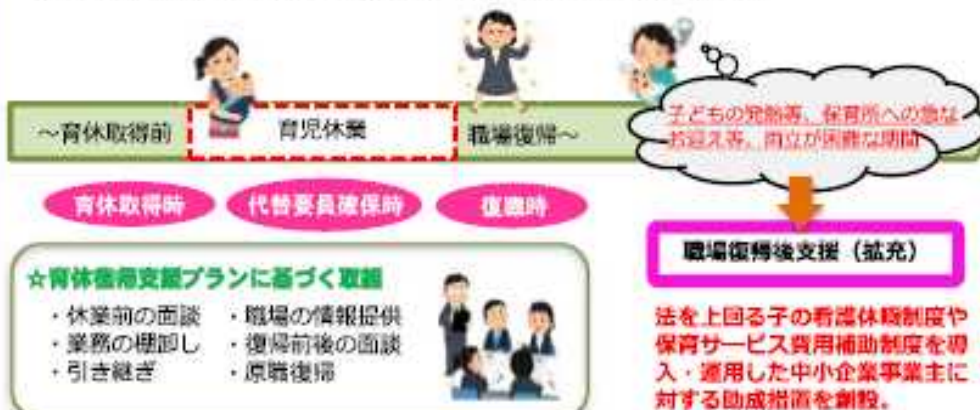 ～育休取得前
育児休業
職場復帰～
子どもの発熱等、保育所への急な
お迎え等、両立が困難な期間
育休取得時
代替要員確保時
復職時
職場復帰後支援（拡充）
☆育休復帰支援プランに基づく取組
・休業前の面談
・職場の情報提供
・業務の棚卸し
・復帰前後の面談
・引き継ぎ
・原職復帰
法を上回る子の看護休暇制度や
保育サービス費用補助制度を導
入・運用した中小企業事業主に
対する助成措置を創設。